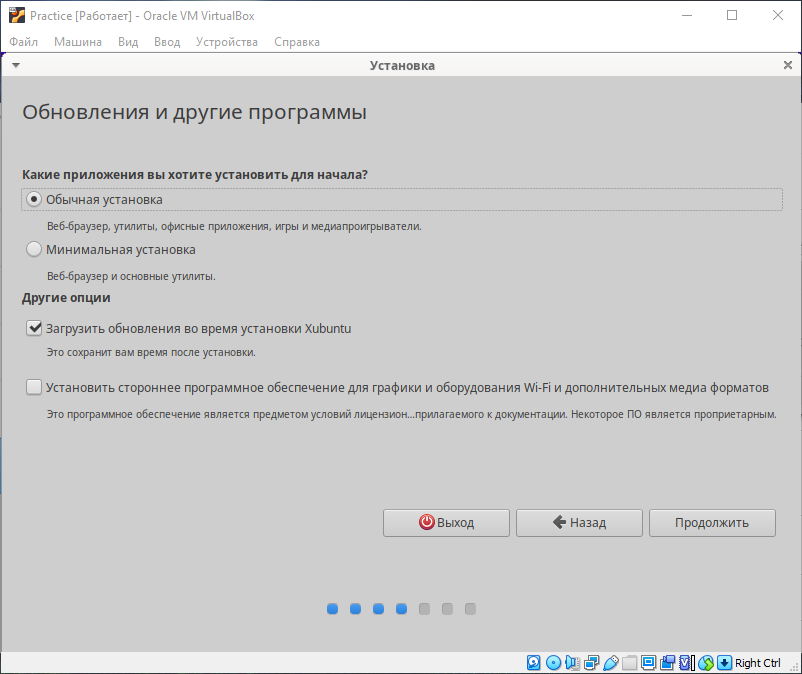 Practice [Работает] - Oracle VM VirtualBox
Файл Машина Вид Ввод Устройства Справка
Установка
Обновления и другие программы
Какие приложения вы хотите установить для начала?
Обычная установка
Веб-браузер, утилиты, офисные приложения, игры и медиапроигрыватели.
Минимальная установка
Веб-браузер и основные утилиты.
Другие опции
Загрузить обновления во время установки Xubuntu
Это сохранит вам время после установки.
Установить стороннее программное обеспечение для графики и оборудования Wi-Fi и дополнительных медиа форматов
Это программное обеспечение является предметом условий лицензион...прилагаемого к документации. Некоторое ПО является проприетарным.
Выход Назад Продолжить
Right Ctrl